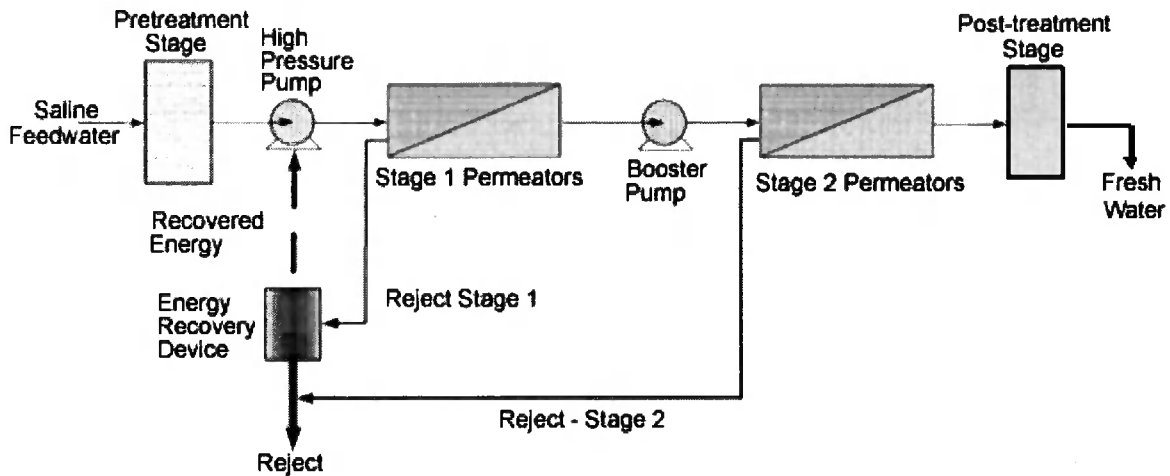 Pretreatment
Stage
High
Pressure
Pump
Post-treatment
Stage
Saline
Feedwater
Stage 1 Permeators
Booster
Pump
Stage 2 Permeators
Fresh
Water
Recovered
Energy
Energy
Recovery
Device
Reject Stage 1
Reject - Stage 2
Reject